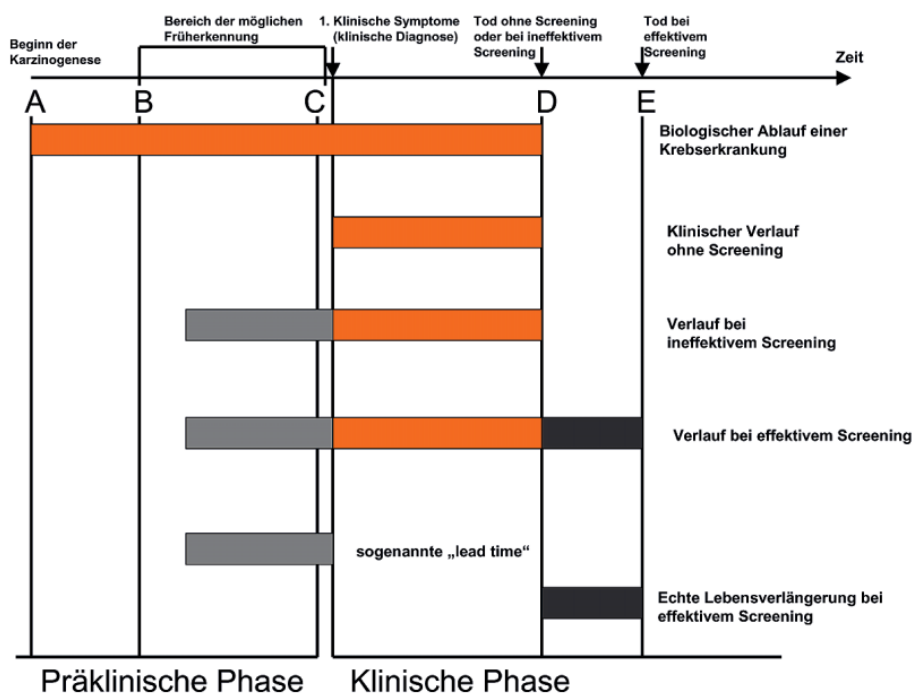 Beginn der
Karzinogenese
Bereich der möglichen
Früherkennung
1. Klinische Symptome
(klinische Diagnose)
Tod ohne Screening
oder bei ineffektivem
Screening
Tod bei
effektivem
Screening
Zeit
A
B
C
D
E
Biologischer Ablauf einer
Krebserkrankung
Klinischer Verlauf
ohne Screening
Verlauf bei
ineffektivem Screening
Verlauf bei effektivem Screening
sogenannte „lead time“
Echte Lebensverlängerung bei
effektivem Screening
Präklinische Phase
Klinische Phase